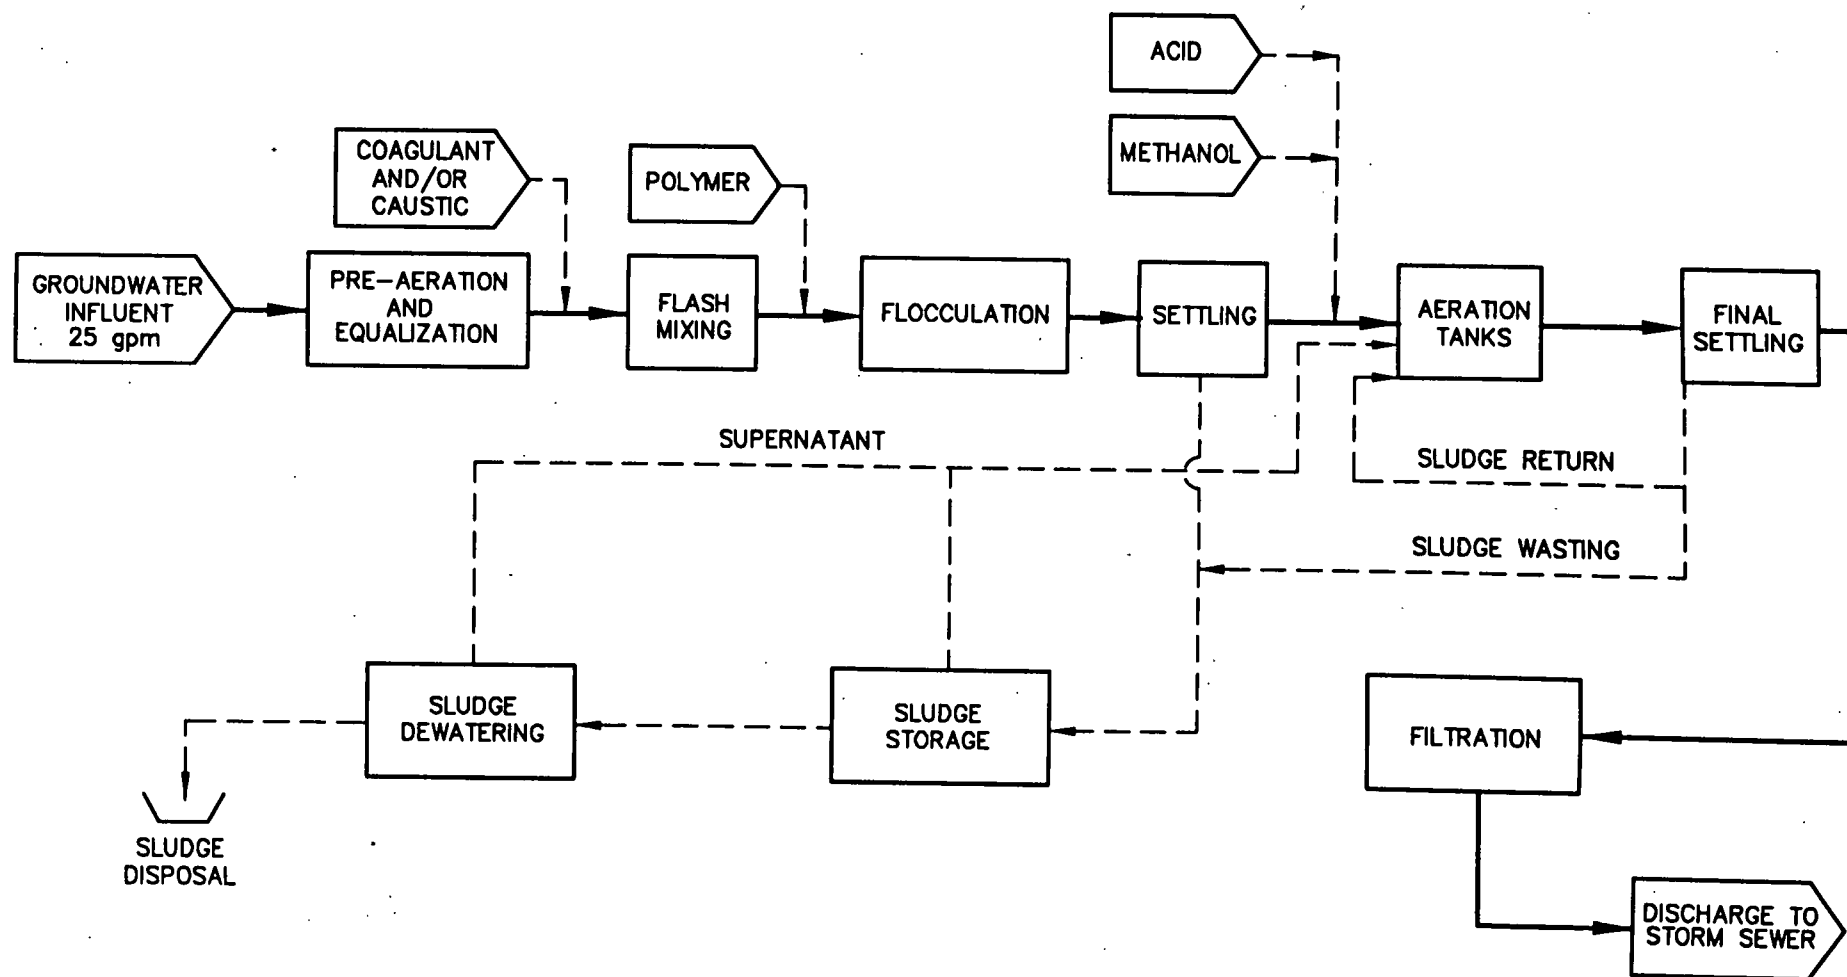 ACID
METHANOL
COAGULANT
AND/OR
CAUSTIC
POLYMER
GROUNDWATER
INFLUENT
25 gpm
PRE-AERATION
AND
EQUALIZATION
FLASH
MIXING
FLOCCULATION
SETTLING
AERATION
TANKS
FINAL
SETTLING
SUPERNATANT
SLUDGE RETURN
SLUDGE WASTING
SLUDGE
DEWATERING
SLUDGE
STORAGE
FILTRATION
SLUDGE
DISPOSAL
DISCHARGE TO
STORM SEWER